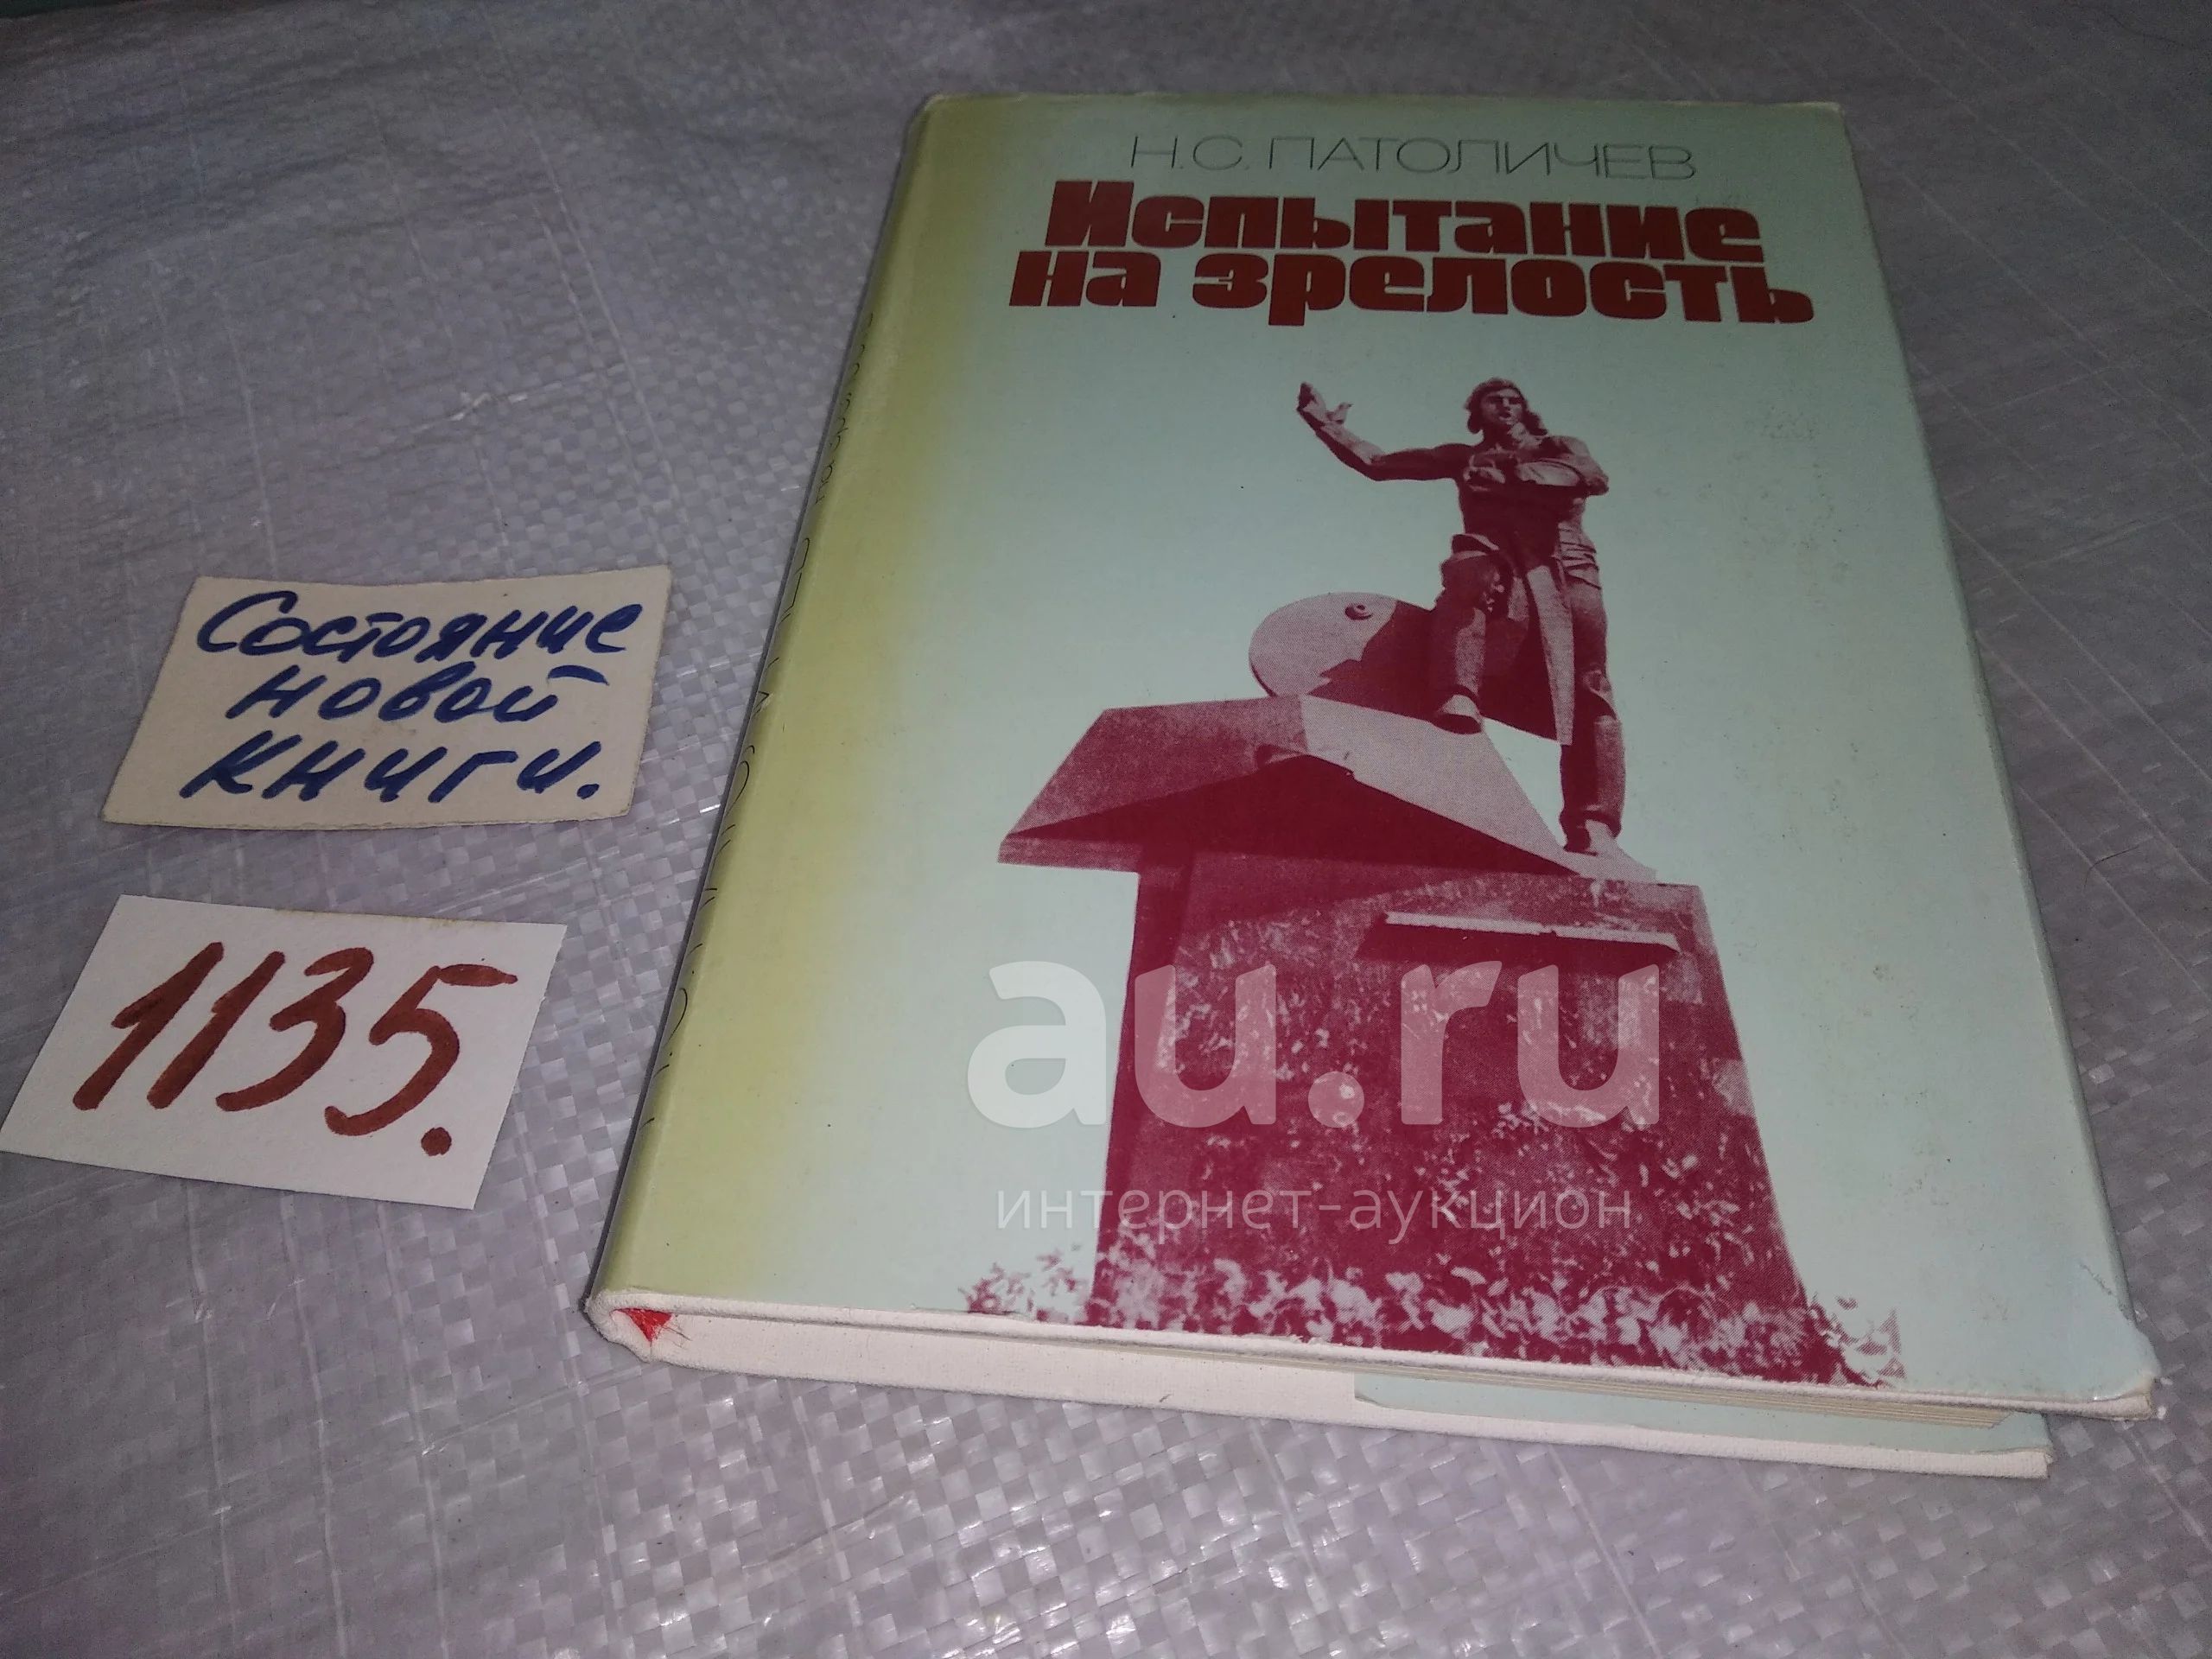 Н.С. ПАТОЛИЧЕВ
Испытание
на зрелость
Состояние
новой
книги.
1135.
au.ru
интернет-аукцион